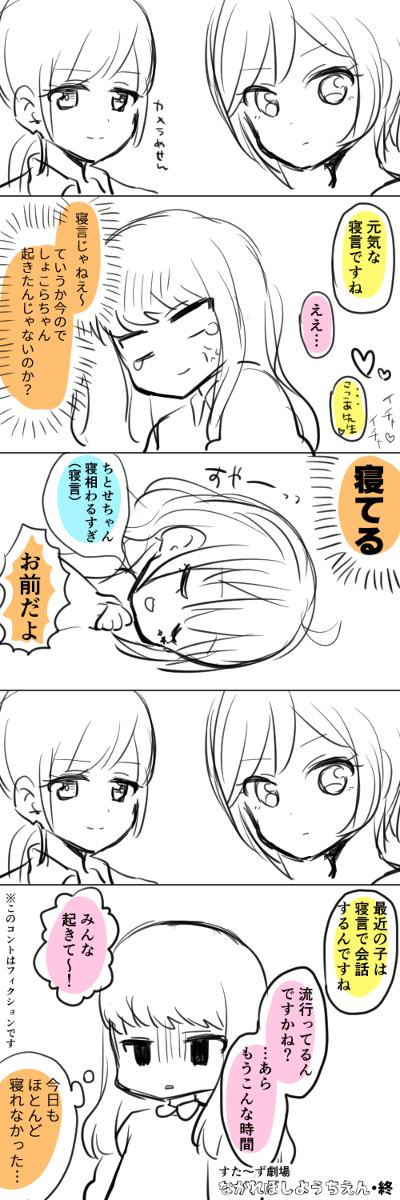 カメラめせん
元気な
寝言ですね
ええ…
寝言じゃねえ〜
ていうか今ので
しょこらちゃん
起きたんじゃないのか?
…ここあ先生♡
イチャ
イチャ♡
寝てる
すやー
ちとせちゃん
寝相わるすぎ
(寝言)
お前だよ
最近の子は
寝言で会話
するんですね
流行ってるん
ですかね?
…あら
もうこんな時間
みんな
起きて〜!
今日も
ほとんど
寝れなかった…
※このコントはフィクションです
すた〜ず劇場
ながれぼしようちえん・終